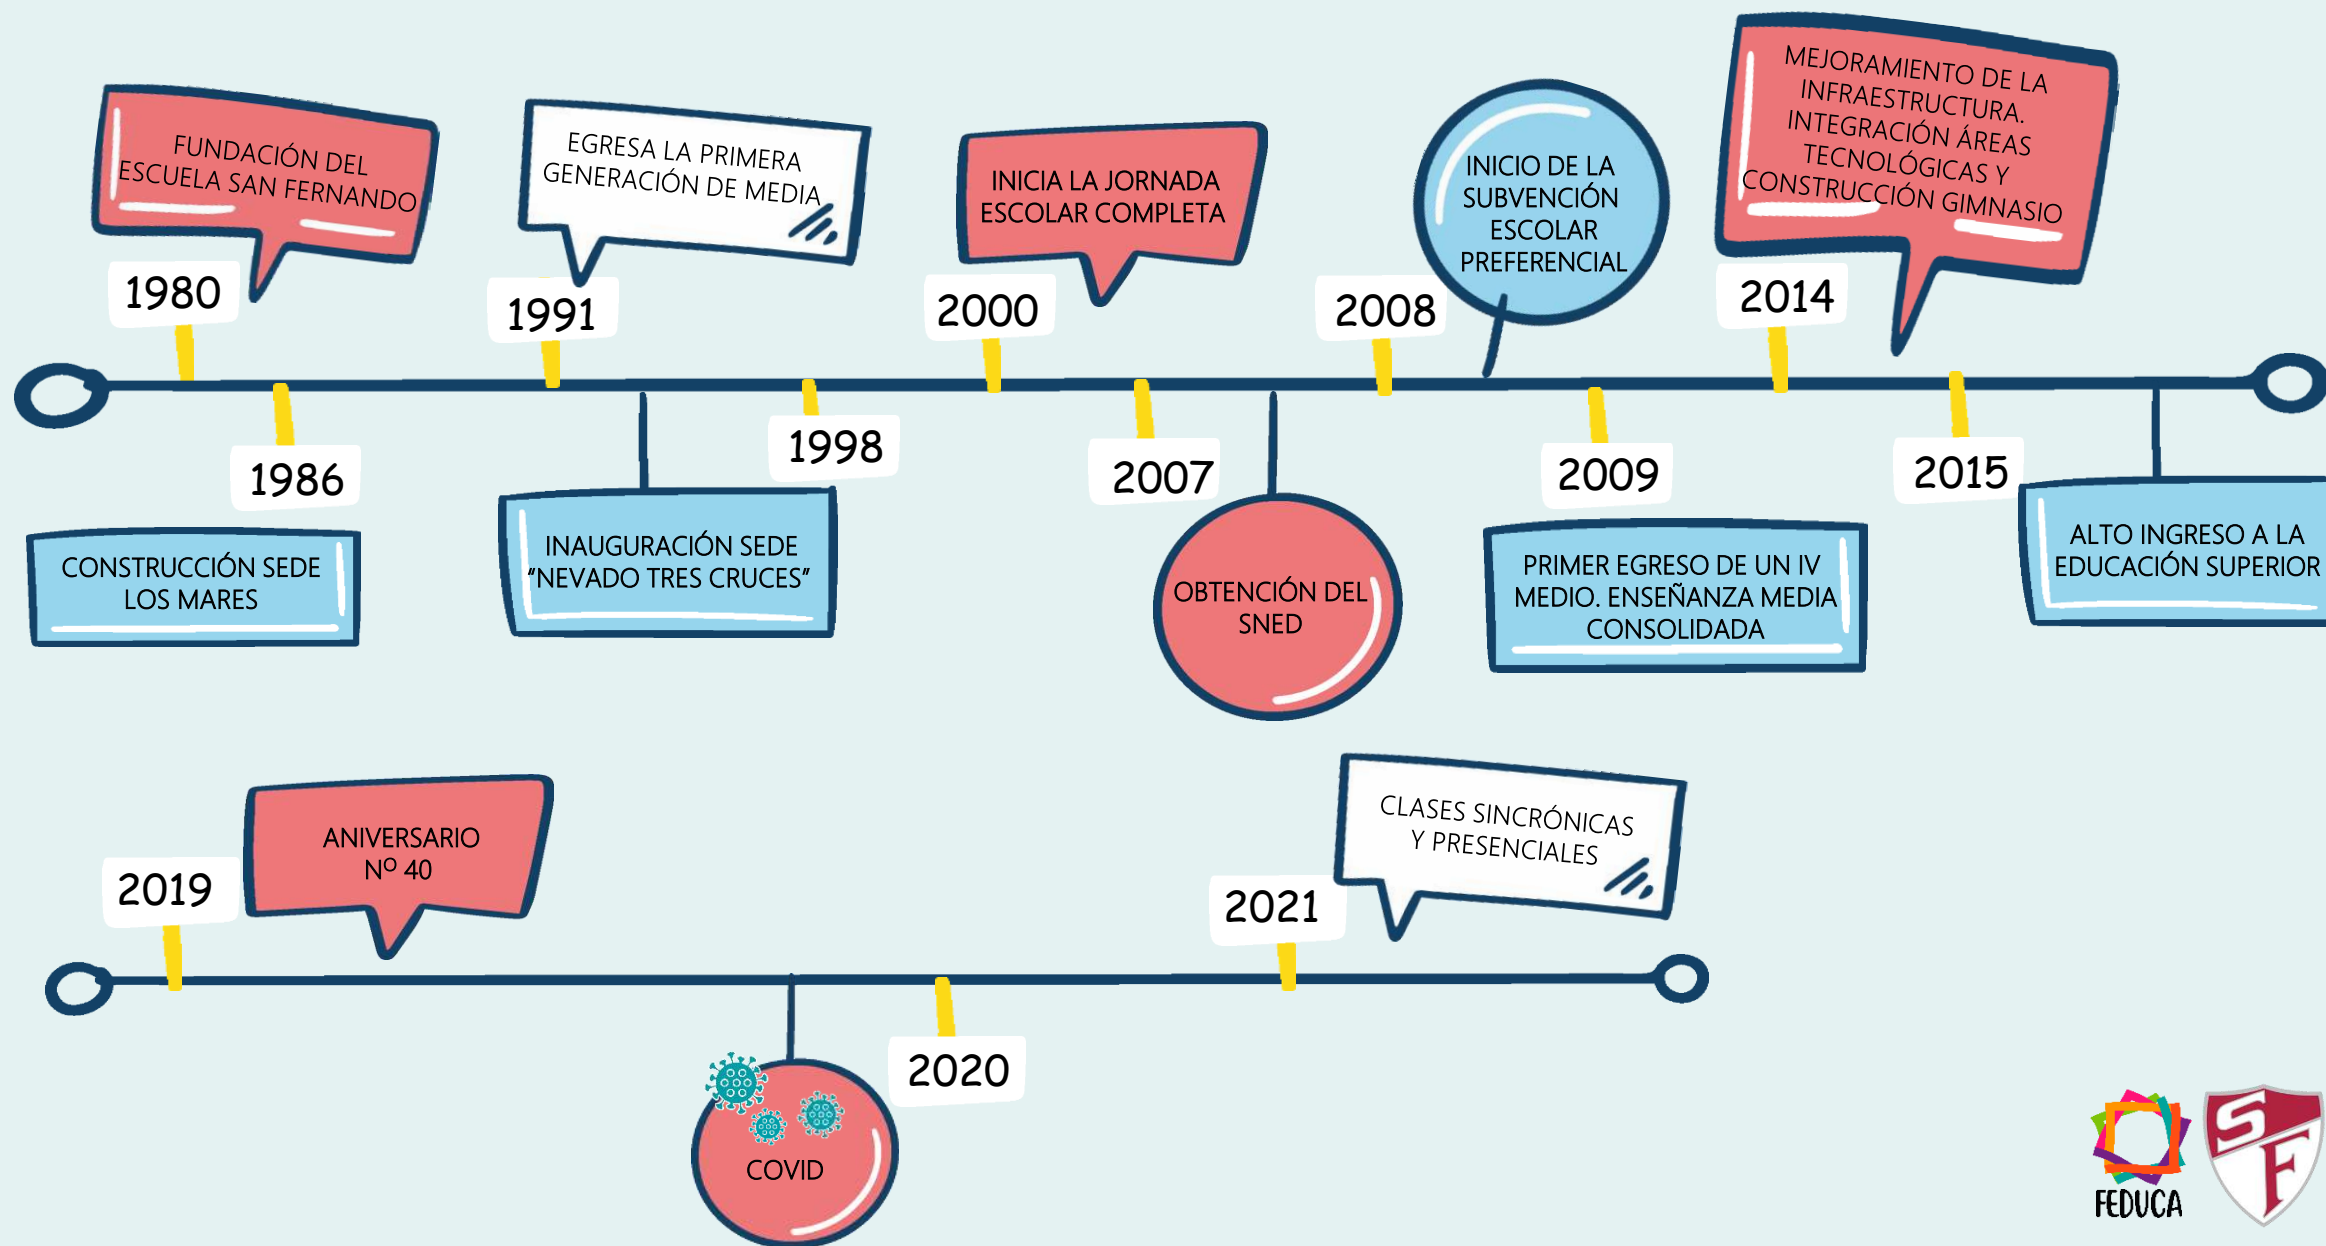 1980
FUNDACIÓN DEL
ESCUELA SAN FERNANDO
1986
CONSTRUCCIÓN SEDE
LOS MARES
1991
EGRESA LA PRIMERA
GENERACIÓN DE MEDIA
1998
INAUGURACIÓN SEDE
"NEVADO TRES CRUCES"
2000
INICIA LA JORNADA
ESCOLAR COMPLETA
2007
OBTENCIÓN DEL
SNED
2008
INICIO DE LA
SUBVENCIÓN
ESCOLAR
PREFERENCIAL
2009
PRIMER EGRESO DE UN IV
MEDIO. ENSEÑANZA MEDIA
CONSOLIDADA
2014
MEJORAMIENTO DE LA
INFRAESTRUCTURA.
INTEGRACIÓN ÁREAS
TECNOLÓGICAS Y
CONSTRUCCIÓN GIMNASIO
2015
ALTO INGRESO A LA
EDUCACIÓN SUPERIOR
2019
ANIVERSARIO
Nº 40
2020
COVID
2021
CLASES SINCRÓNICAS
Y PRESENCIALES
FEDUCA
SF